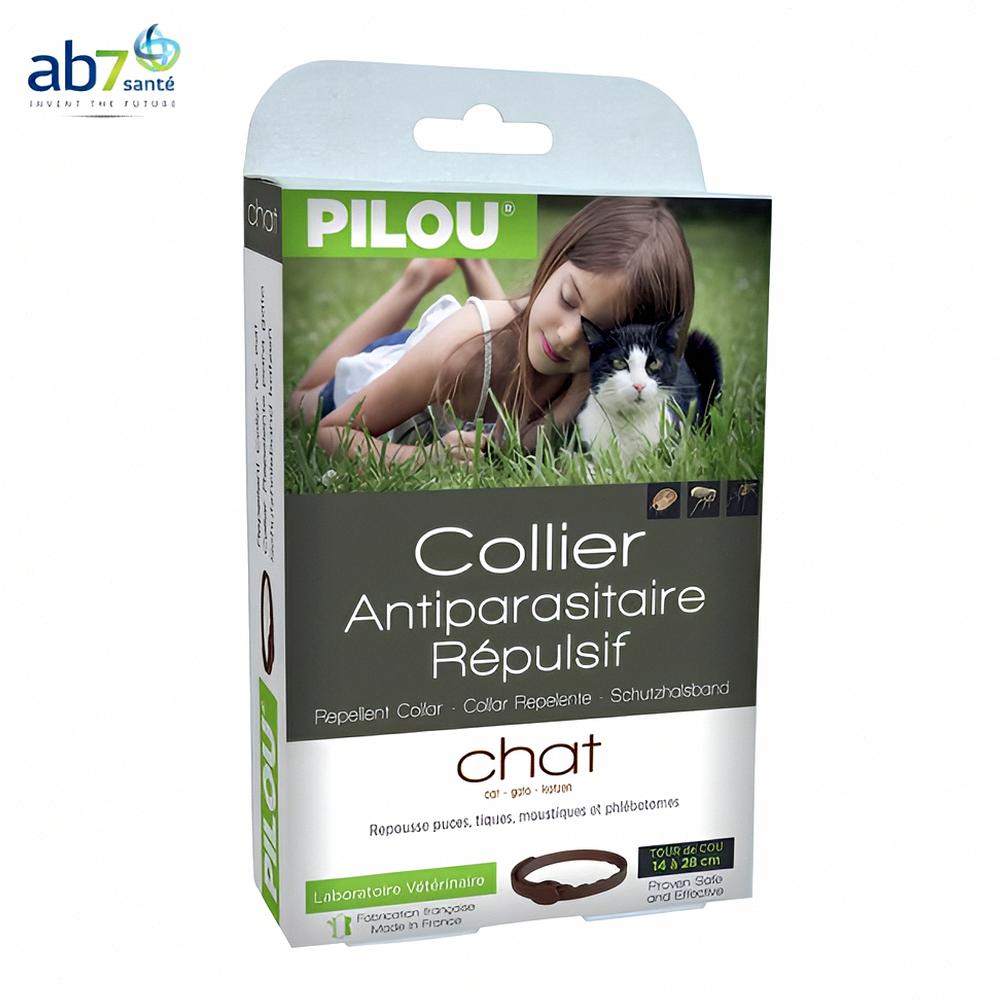 ab7
santé
INVENT THE FUTURE
chat
PILOU®
Collier
Antiparasitaire
Répulsif
Repellent Collar - Collar Repelente - Schutzhalsband
chat
cat - gato - katzen
Repousse puces, tiques, moustiques et phlébotomes
TOUR de COU
14 à 28 cm
Proven Safe
and Effective
Laboratoire Vétérinaire
Fabrication française
Made in France
PILOU